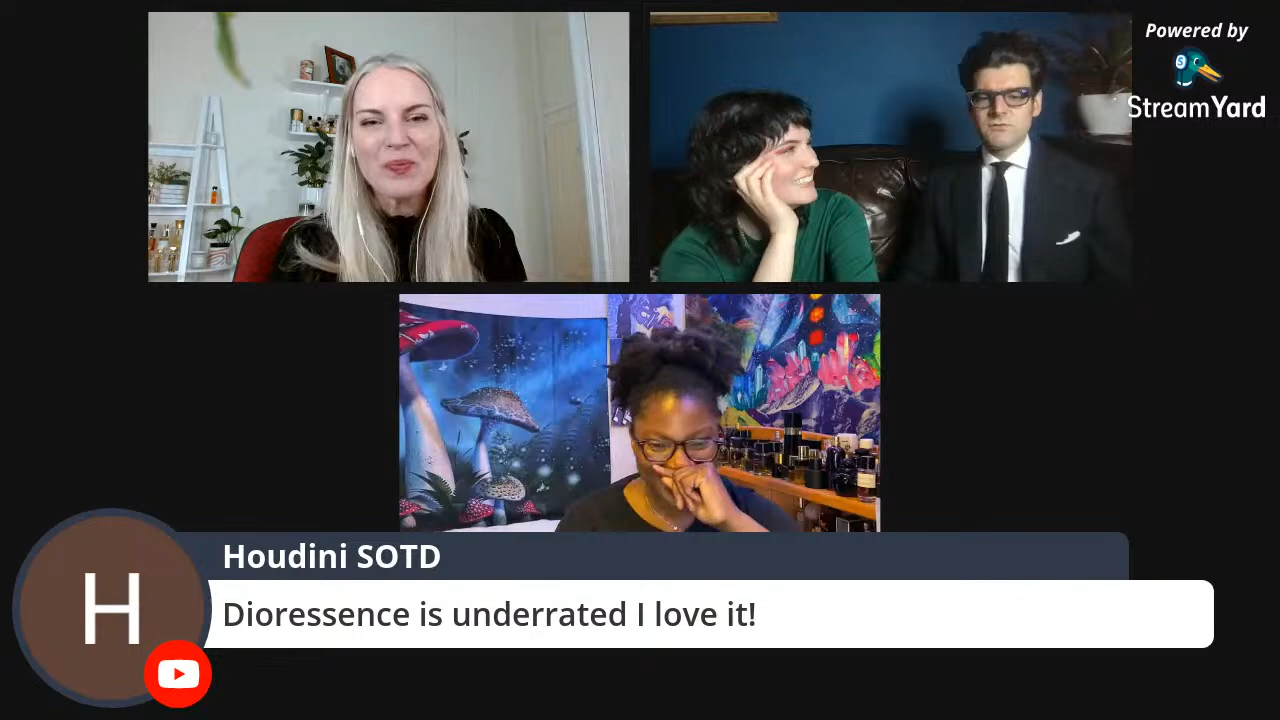 Powered by
StreamYard
Houdini SOTD
Dioressence is underrated I love it!
H